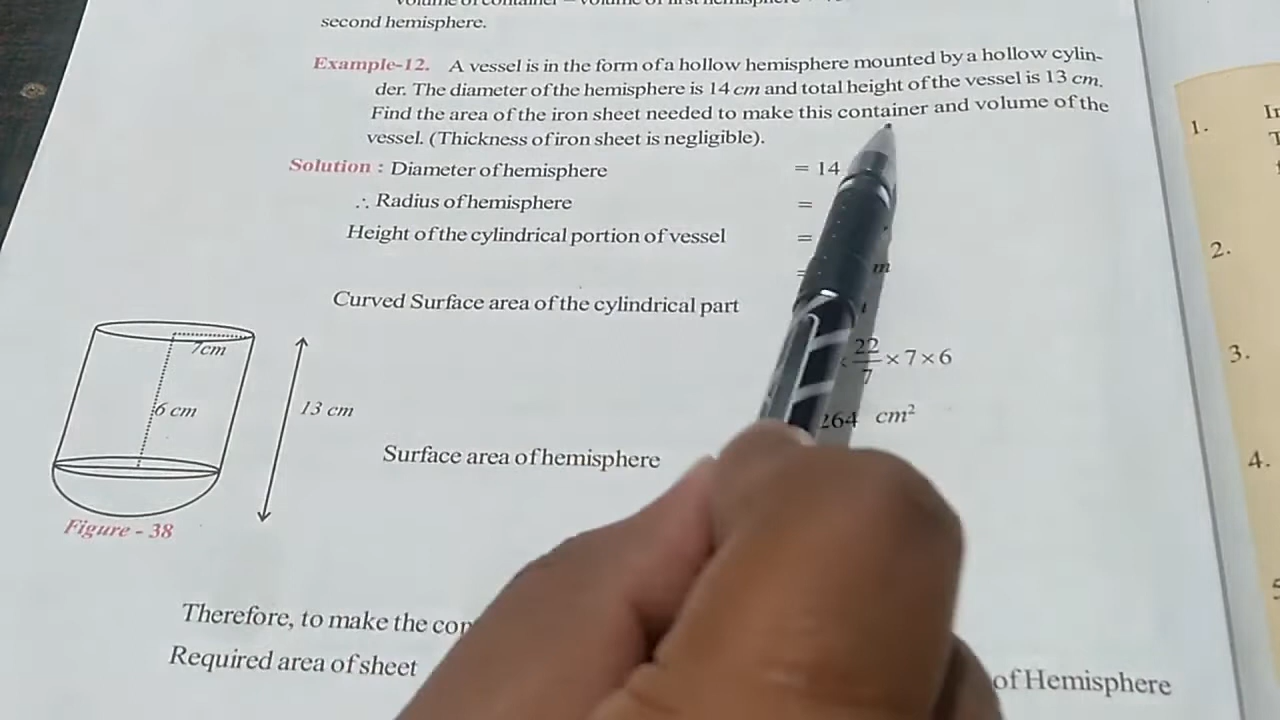 second hemisphere.
Example-12. A vessel is in the form of a hollow hemisphere mounted by a hollow cylin-
der. The diameter of the hemisphere is 14 cm and total height of the vessel is 13 cm.
Find the area of the iron sheet needed to make this container and volume of the
vessel. (Thickness of iron sheet is negligible).
Solution : Diameter of hemisphere = 14
∴ Radius of hemisphere =
Height of the cylindrical portion of vessel =
=
Curved Surface area of the cylindrical part
22/7 × 7 × 6
264 cm²
7cm
6 cm
13 cm
Surface area of hemisphere
Figure - 38
Therefore, to make the
Required area of sheet of Hemisphere
1.
2.
3.
4.